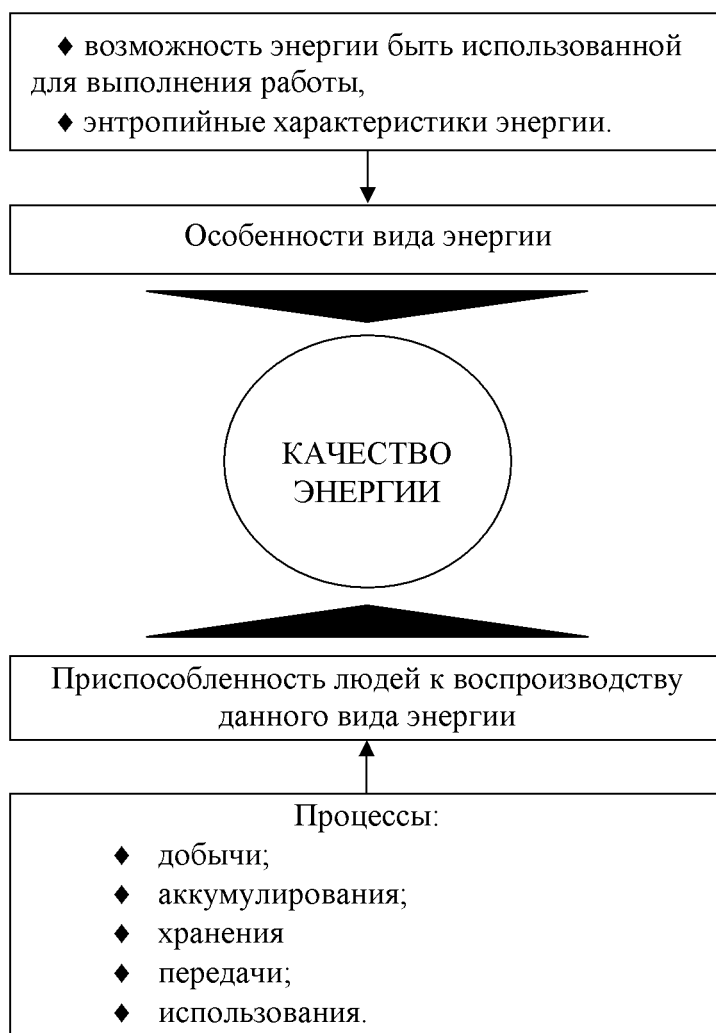 ♦ возможность энергии быть использованной
для выполнения работы,
♦ энтропийные характеристики энергии.
Особенности вида энергии
КАЧЕСТВО
ЭНЕРГИИ
Приспособленность людей к воспроизводству
данного вида энергии
Процессы:
♦ добычи;
♦ аккумулирования;
♦ хранения
♦ передачи;
♦ использования.